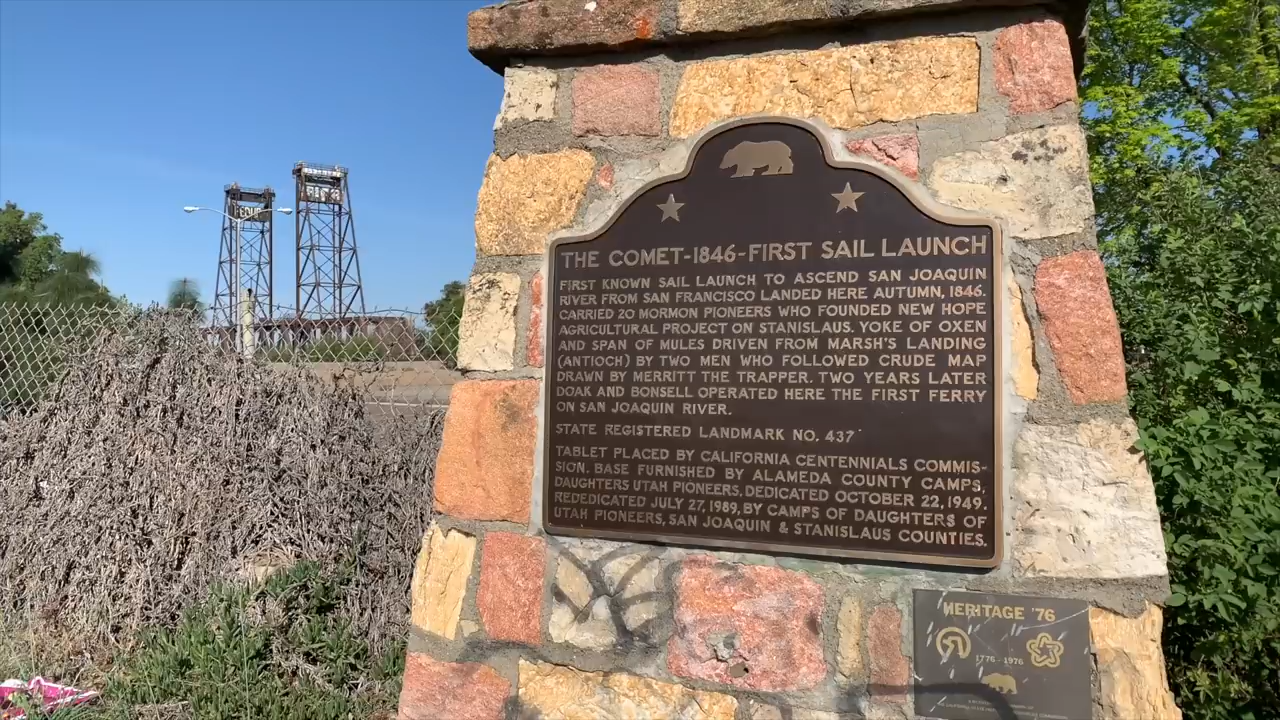 THE COMET-1846-FIRST SAIL LAUNCH
FIRST KNOWN SAIL LAUNCH TO ASCEND SAN JOAQUIN
RIVER FROM SAN FRANCISCO LANDED HERE AUTUMN, 1846.
CARRIED 20 MORMON PIONEERS WHO FOUNDED NEW HOPE
AGRICULTURAL PROJECT ON STANISLAUS. YOKE OF OXEN
AND SPAN OF MULES DRIVEN FROM MARSH'S LANDING
(ANTIOCH) BY TWO MEN WHO FOLLOWED CRUDE MAP
DRAWN BY MERRITT THE TRAPPER. TWO YEARS LATER
DOAK AND BONSELL OPERATED HERE THE FIRST FERRY
ON SAN JOAQUIN RIVER.
STATE REGISTERED LANDMARK NO. 437
TABLET PLACED BY CALIFORNIA CENTENNIALS COMMIS-
SION. BASE FURNISHED BY ALAMEDA COUNTY CAMPS,
DAUGHTERS UTAH PIONEERS, DEDICATED OCTOBER 22, 1949.
REDEDICATED JULY 27, 1989, BY CAMPS OF DAUGHTERS OF
UTAH PIONEERS, SAN JOAQUIN & STANISLAUS COUNTIES.
HERITAGE '76
1776 - 1976